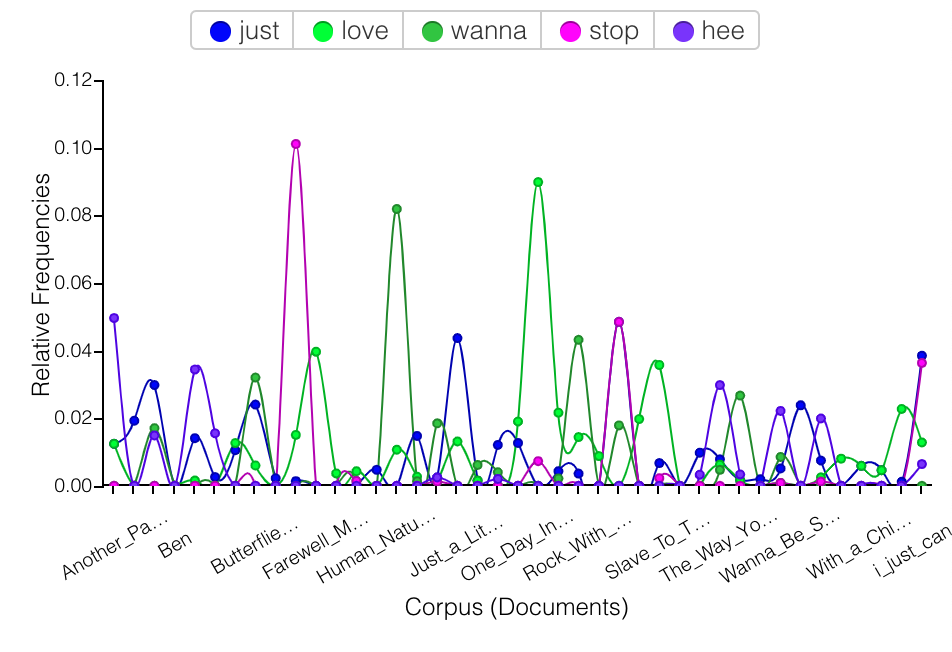 just love wanna stop hee
0.12
0.10
0.08
0.06
0.04
0.02
0.00
Relative Frequencies
Another_Pa…
Ben
Butterflie…
Farewell_M…
Human_Natu…
Just_a_Lit…
One_Day_In…
Rock_With_…
Slave_To_T…
The_Way_Yo…
Wanna_Be_S…
With_a_Chi…
i_just_can
Corpus (Documents)